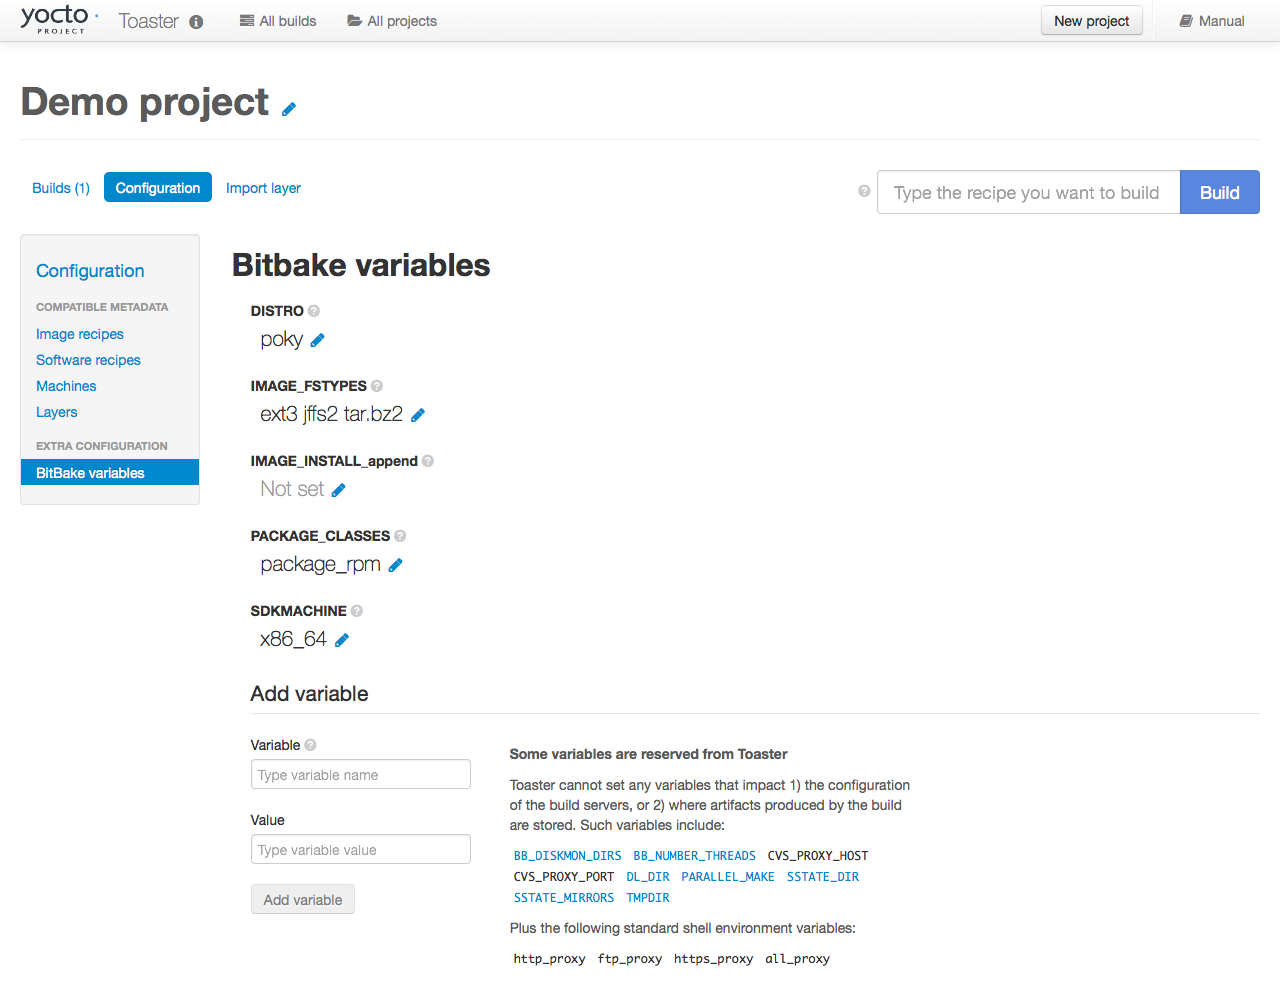 yocto PROJECT Toaster All builds All projects New project Manual
Demo project
Builds (1) Configuration Import layer Type the recipe you want to build Build
Configuration
COMPATIBLE METADATA
Image recipes
Software recipes
Machines
Layers
EXTRA CONFIGURATION
BitBake variables
Bitbake variables
DISTRO
poky
IMAGE_FSTYPES
ext3 jffs2 tar.bz2
IMAGE_INSTALL_append
Not set
PACKAGE_CLASSES
package_rpm
SDKMACHINE
x86_64
Add variable
Variable
Type variable name
Value
Type variable value
Add variable
Some variables are reserved from Toaster
Toaster cannot set any variables that impact 1) the configuration
of the build servers, or 2) where artifacts produced by the build
are stored. Such variables include:
BB_DISKMON_DIRS BB_NUMBER_THREADS CVS_PROXY_HOST
CVS_PROXY_PORT DL_DIR PARALLEL_MAKE SSTATE_DIR
SSTATE_MIRRORS TMPDIR
Plus the following standard shell environment variables:
http_proxy ftp_proxy https_proxy all_proxy